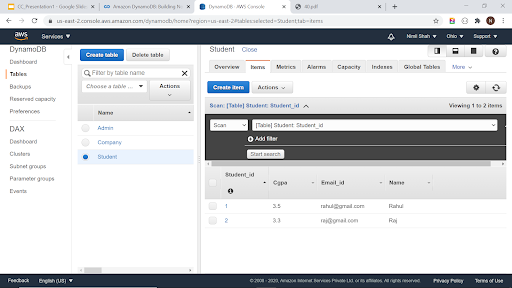 CC_Presentation1 - Google Slide
Amazon DynamoDB: Building N
DynamoDB - AWS Console
40.pdf
us-east-2.console.aws.amazon.com/dynamodb/home?region=us-east-2#tables:selected=Student;tab=items
aws
Services
Nimil Shah
Ohio
Support
DynamoDB
Dashboard
Tables
Backups
Reserved capacity
Preferences
DAX
Dashboard
Clusters
Subnet groups
Parameter groups
Events
Create table
Delete table
Filter by table name
Choose a table ...
Actions
Name
Admin
Company
Student
Student
Close
Overview
Items
Metrics
Alarms
Capacity
Indexes
Global Tables
More
Create item
Actions
Scan: [Table] Student: Student_id
Viewing 1 to 2 items
Scan
[Table] Student: Student_id
Add filter
Start search
Student_id
Cgpa
Email_id
Name
1
3.5
rahul@gmail.com
Rahul
2
3.3
raj@gmail.com
Raj
Feedback
English (US)
© 2008 - 2020, Amazon Internet Services Private Ltd. or its affiliates. All rights reserved.
Privacy Policy
Terms of Use